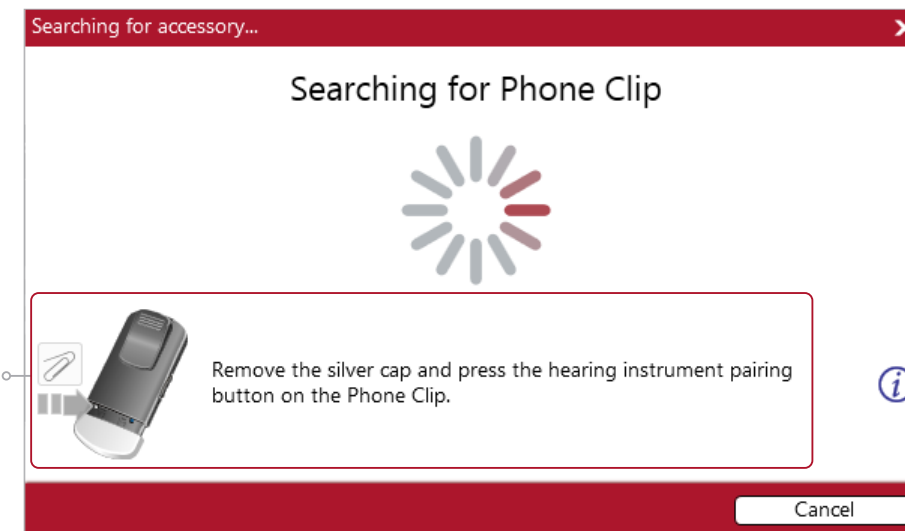 Searching for accessory...
Searching for Phone Clip
Remove the silver cap and press the hearing instrument pairing
button on the Phone Clip.
i
Cancel